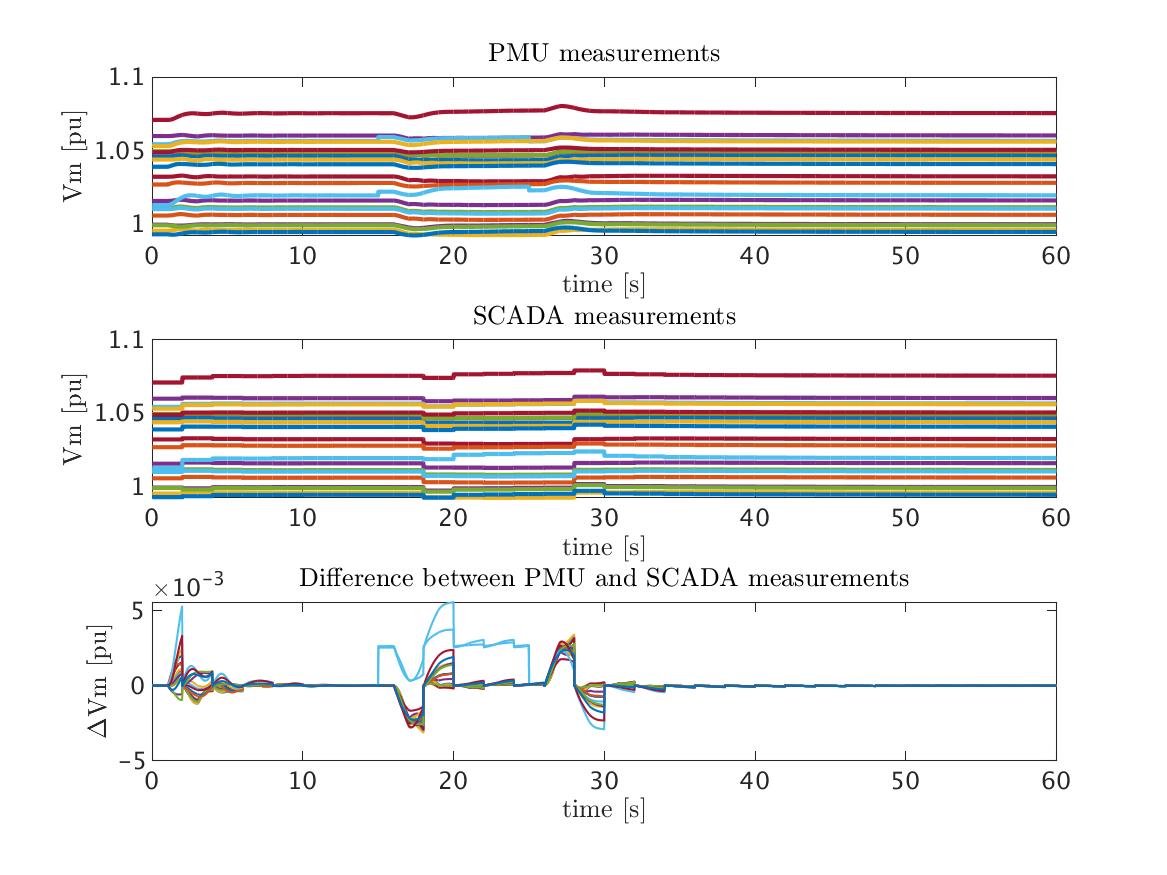 PMU measurements
1.1
1.05
1
Vm [pu]
0 10 20 30 40 50 60
time [s]
SCADA measurements
1.1
1.05
1
Vm [pu]
0 10 20 30 40 50 60
time [s]
Difference between PMU and SCADA measurements
×10⁻³
5
0
−5
ΔVm [pu]
0 10 20 30 40 50 60
time [s]